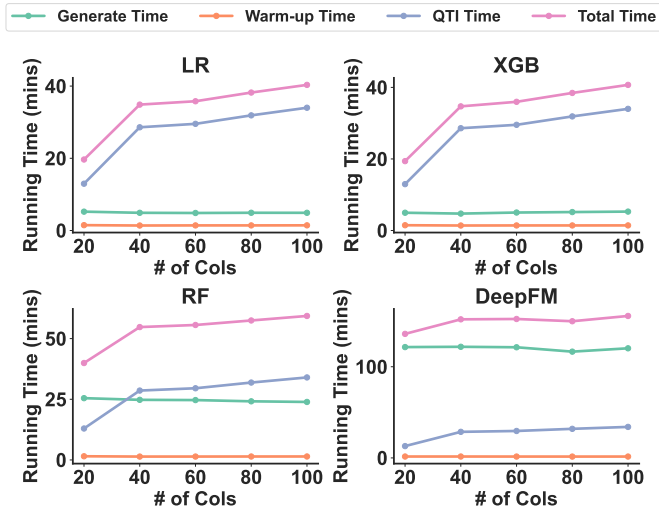 Generate Time Warm-up Time QTI Time Total Time
LR
Running Time (mins)
40
20
0
20 40 60 80 100
# of Cols
XGB
Running Time (mins)
40
20
0
20 40 60 80 100
# of Cols
RF
Running Time (mins)
50
25
0
20 40 60 80 100
# of Cols
DeepFM
Running Time (mins)
100
0
20 40 60 80 100
# of Cols